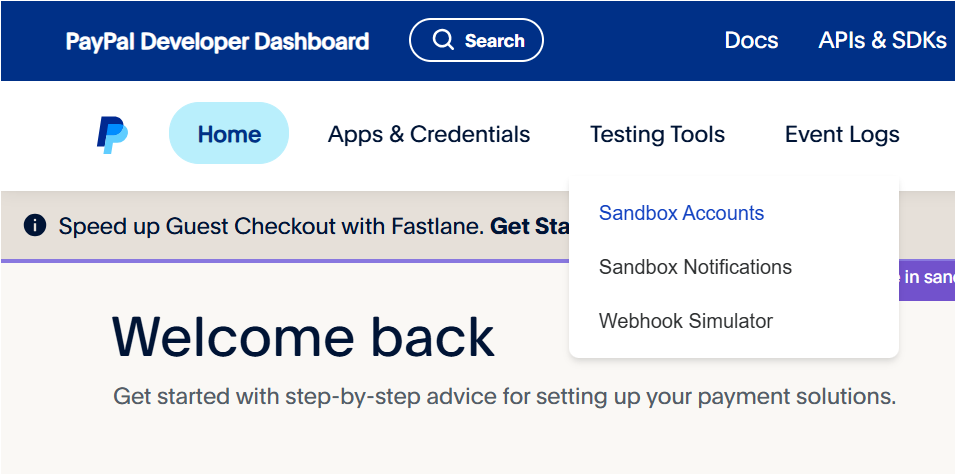 PayPal Developer Dashboard Search Docs APIs & SDKs
Home Apps & Credentials Testing Tools Event Logs
Sandbox Accounts
Speed up Guest Checkout with Fastlane. Get Sta
Sandbox Notifications
in
Webhook Simulator
Welcome back
Get started with step-by-step advice for setting up your payment solutions.